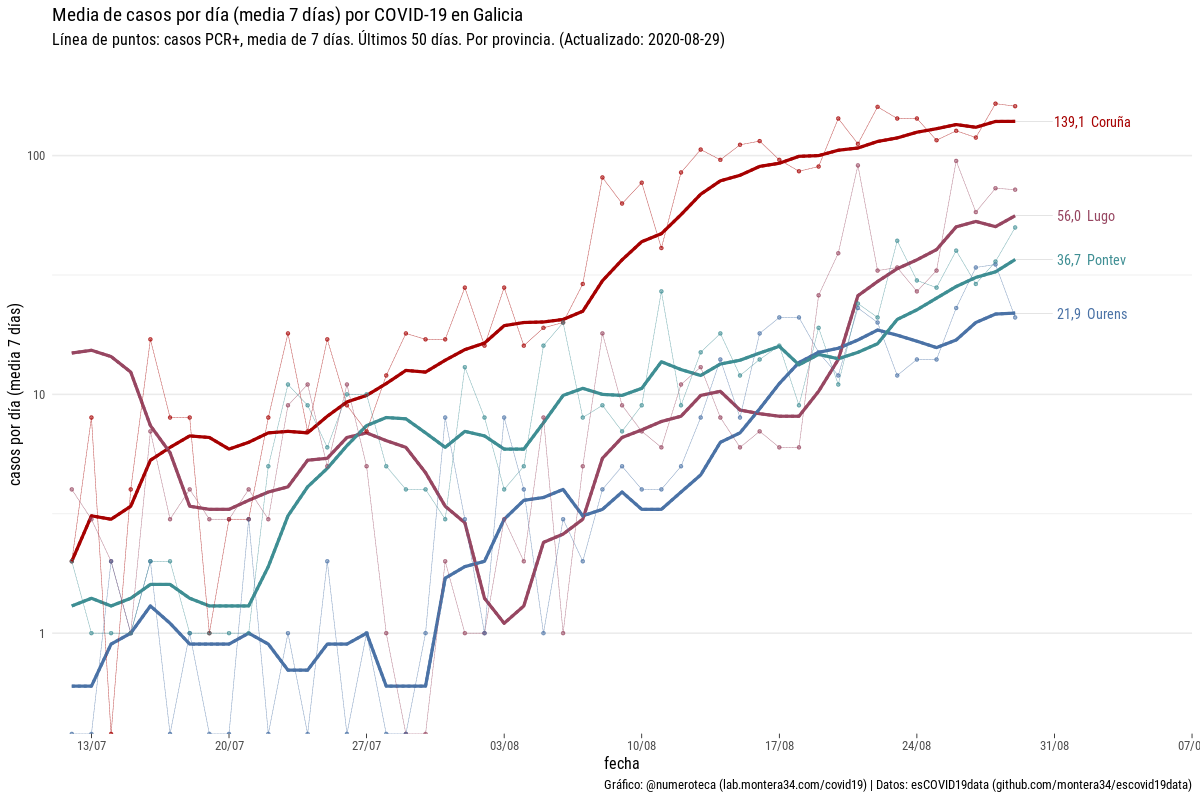 Media de casos por día (media 7 días) por COVID-19 en Galicia
Línea de puntos: casos PCR+, media de 7 días. Últimos 50 días. Por provincia. (Actualizado: 2020-08-29)
casos por día (media 7 días)
100
10
1
139,1 Coruña
56,0 Lugo
36,7 Pontev
21,9 Ourens
13/07 20/07 27/07 03/08 10/08 17/08 24/08 31/08 07/0
fecha
Gráfico: @numeroteca (lab.montera34.com/covid19) | Datos: esCOVID19data (github.com/montera34/escovid19data)